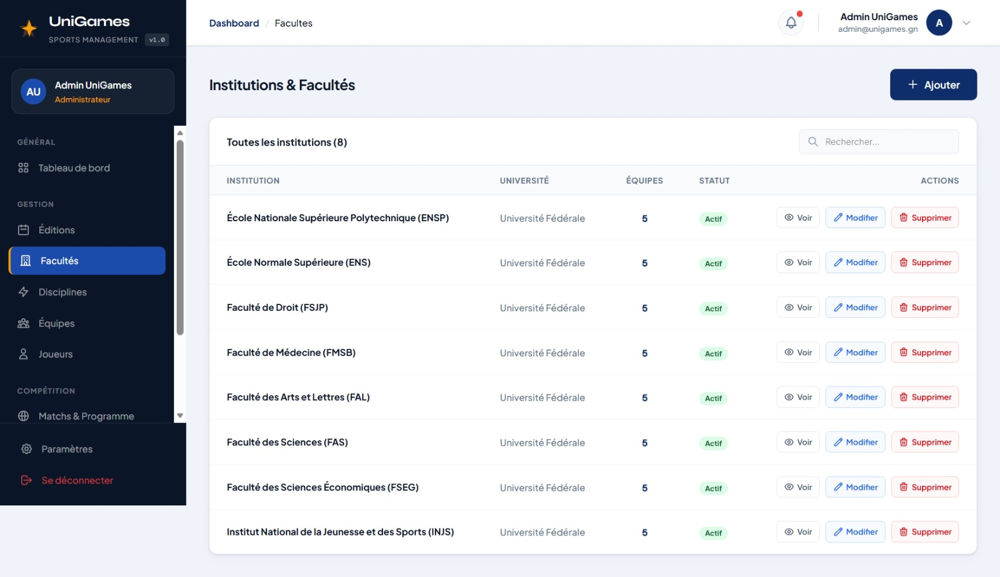 UniGames
SPORTS MANAGEMENT v1.0
AU
Admin UniGames
Administrateur
GÉNÉRAL
Tableau de bord
GESTION
Éditions
Facultés
Disciplines
Équipes
Joueurs
COMPÉTITION
Matchs & Programme
Paramètres
Se déconnecter
Dashboard / Facultes
Admin UniGames
admin@unigames.gn
A
Institutions & Facultés
+ Ajouter
Toutes les institutions (8)
Rechercher...
INSTITUTION UNIVERSITÉ ÉQUIPES STATUT ACTIONS
École Nationale Supérieure Polytechnique (ENSP) Université Fédérale 5 Actif Voir Modifier Supprimer
École Normale Supérieure (ENS) Université Fédérale 5 Actif Voir Modifier Supprimer
Faculté de Droit (FSJP) Université Fédérale 5 Actif Voir Modifier Supprimer
Faculté de Médecine (FMSB) Université Fédérale 5 Actif Voir Modifier Supprimer
Faculté des Arts et Lettres (FAL) Université Fédérale 5 Actif Voir Modifier Supprimer
Faculté des Sciences (FAS) Université Fédérale 5 Actif Voir Modifier Supprimer
Faculté des Sciences Économiques (FSEG) Université Fédérale 5 Actif Voir Modifier Supprimer
Institut National de la Jeunesse et des Sports (INJS) Université Fédérale 5 Actif Voir Modifier Supprimer